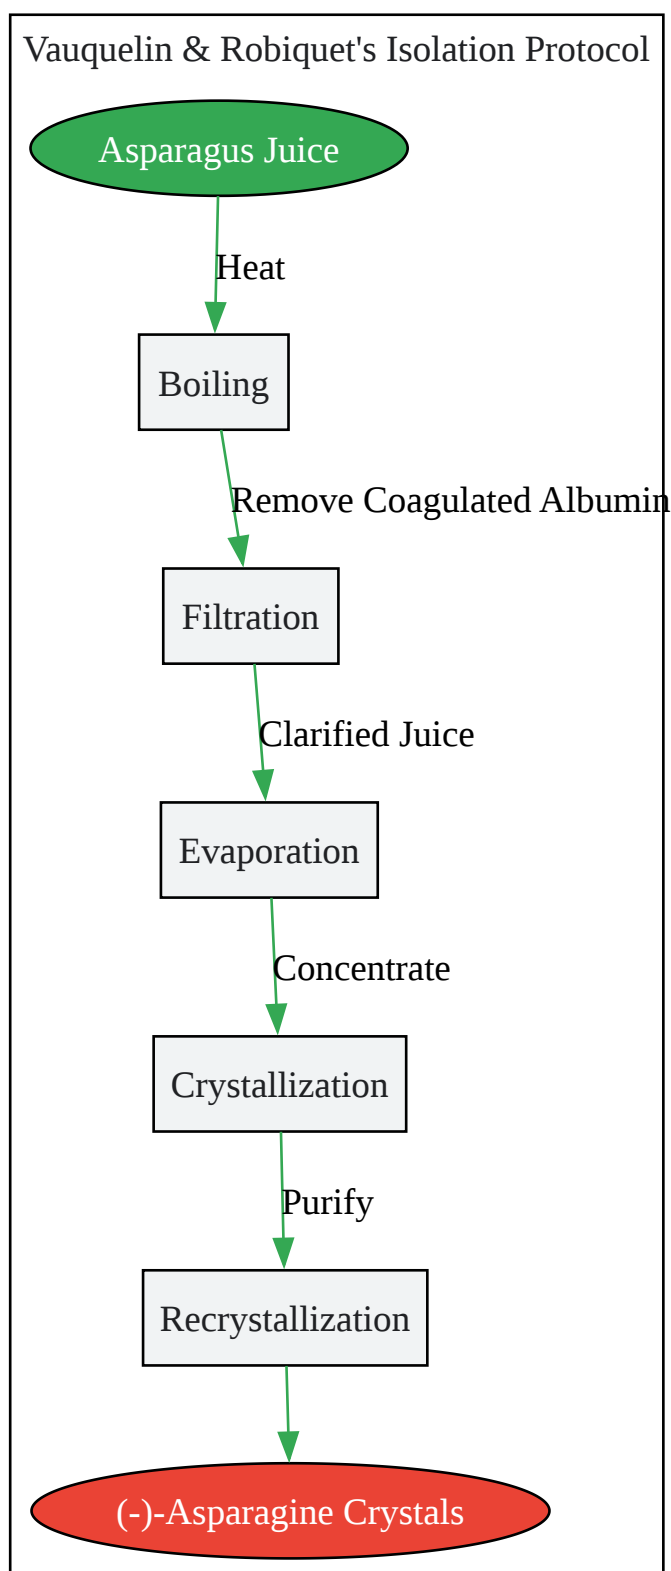 Vauquelin & Robiquet's Isolation Protocol
Asparagus Juice
Heat
Boiling
Remove Coagulated Albumin
Filtration
Clarified Juice
Evaporation
Concentrate
Crystallization
Purify
Recrystallization
(-)-Asparagine Crystals